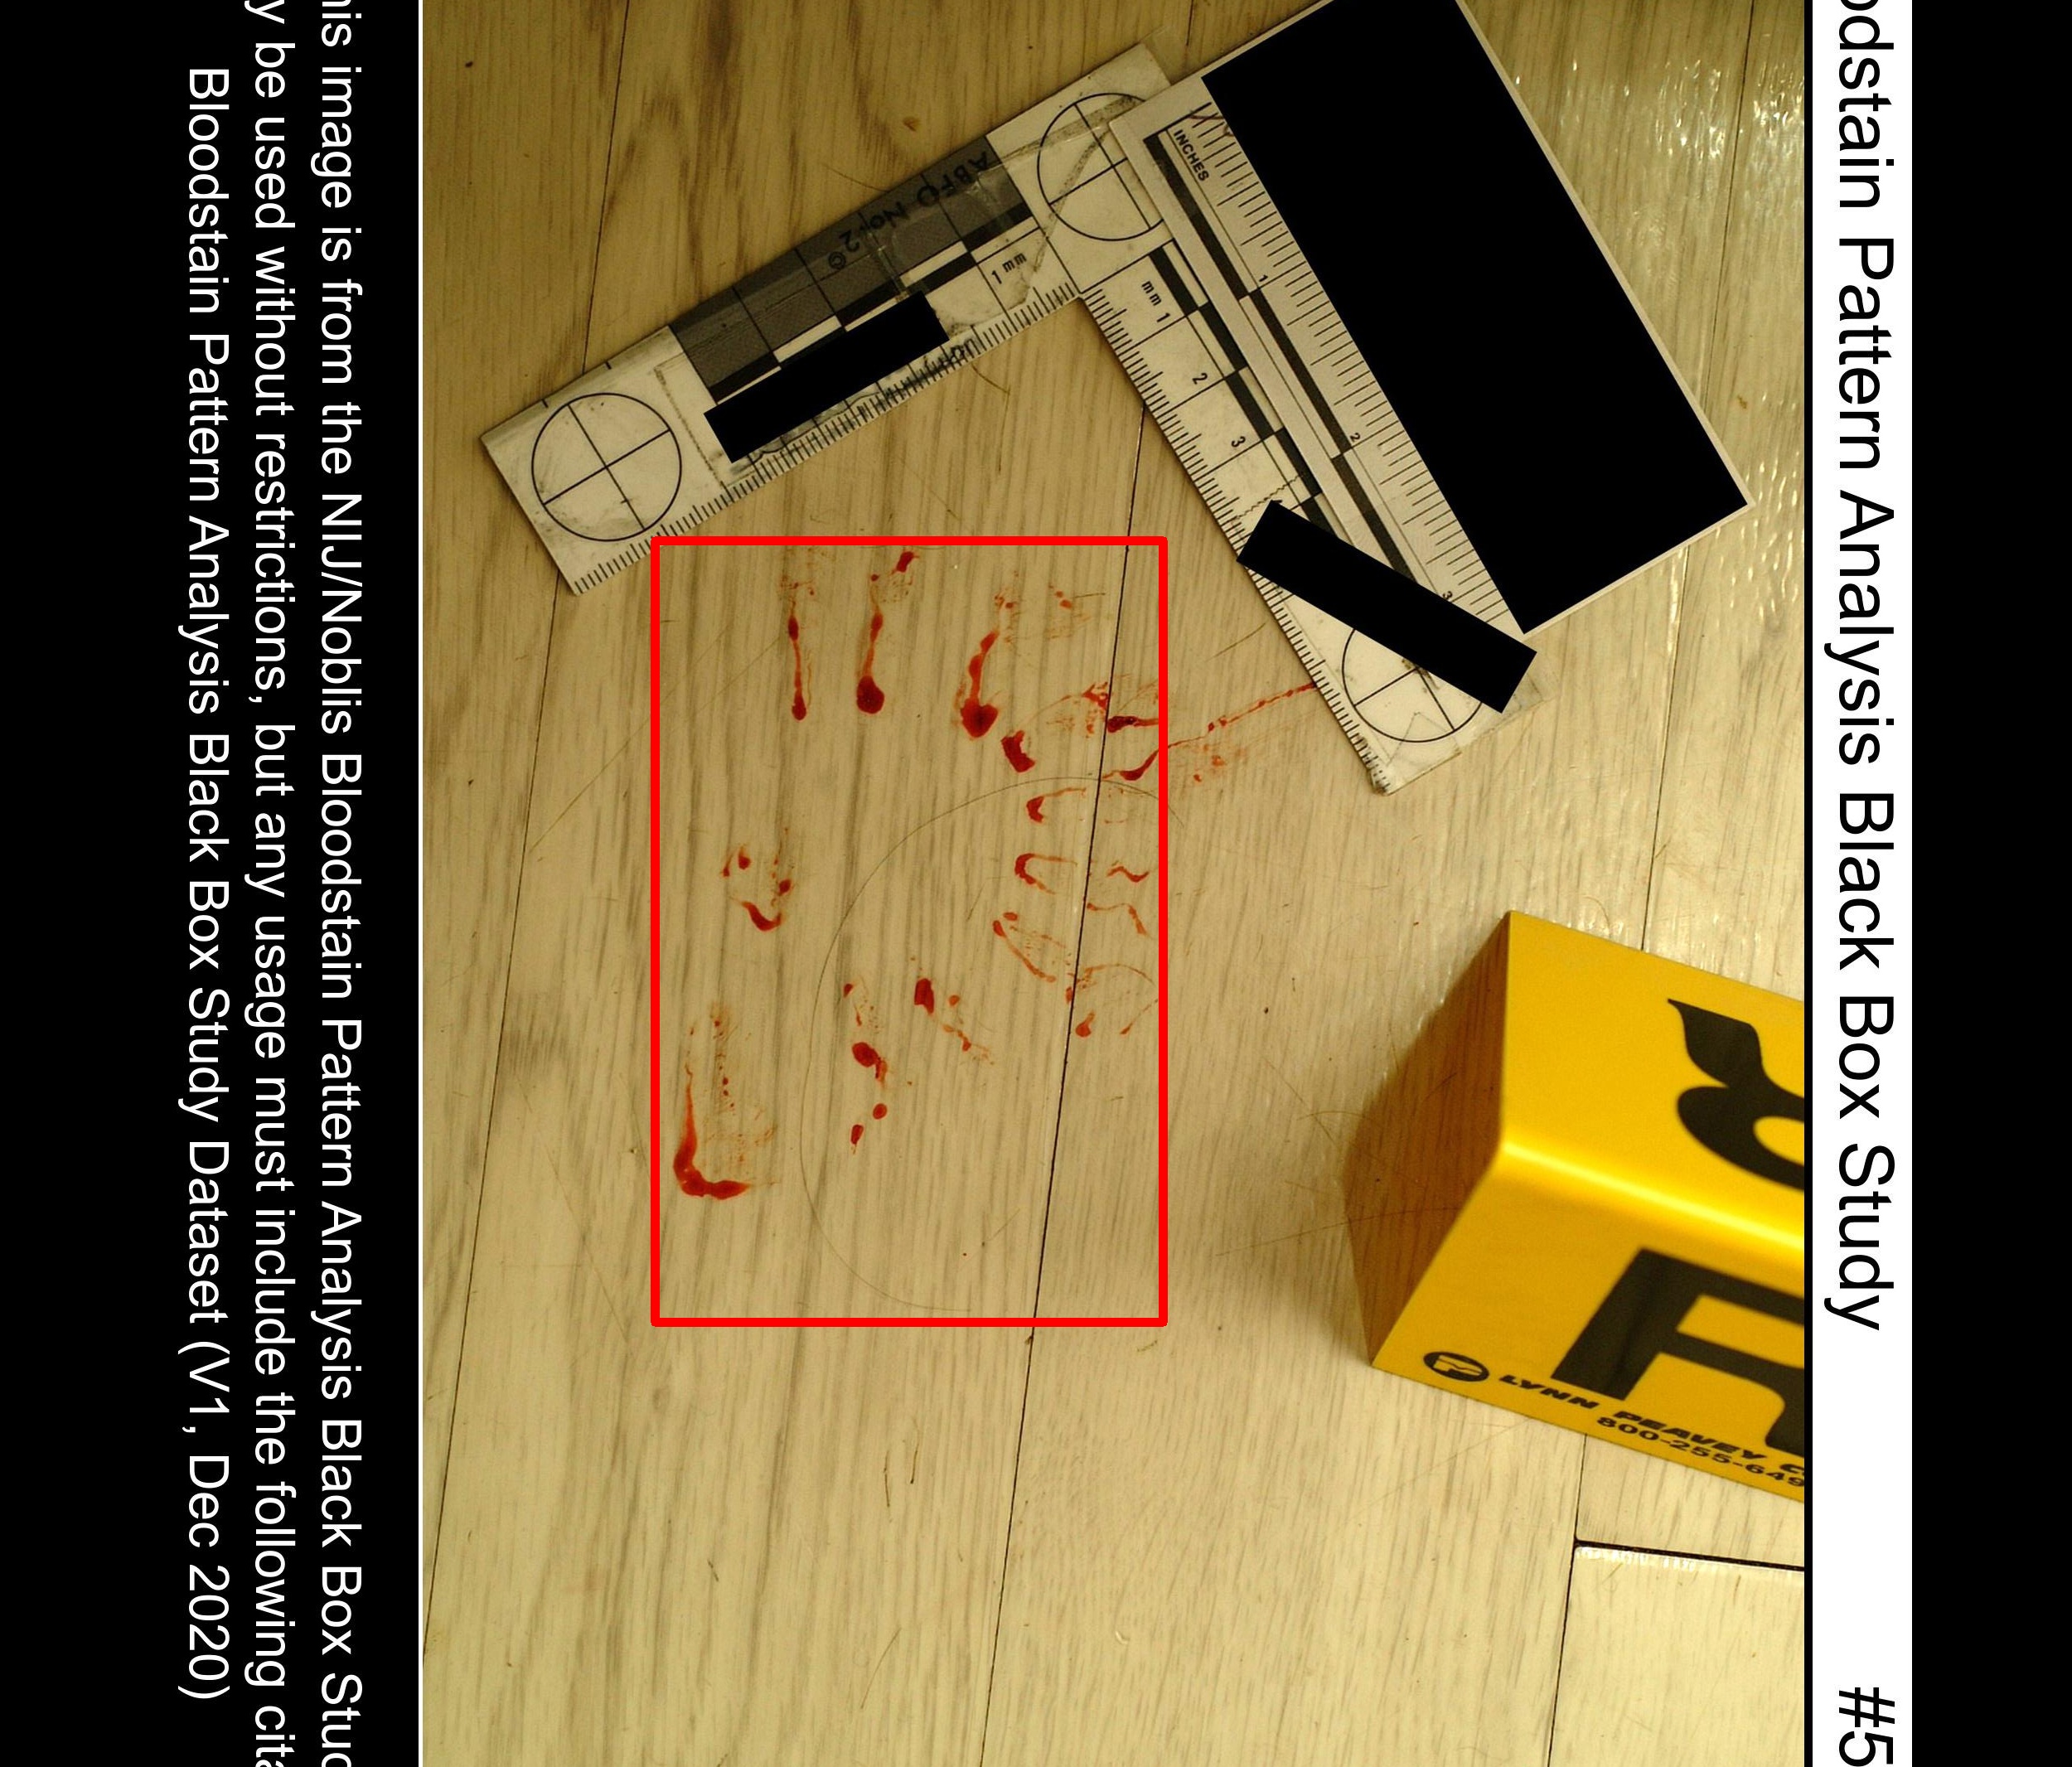 odstain Pattern Analysis Black Box Study #5
his image is from the NIJ/Noblis Bloodstain Pattern Analysis Black Box Stud
y be used without restrictions, but any usage must include the following cita
Bloodstain Pattern Analysis Black Box Study Dataset (V1, Dec 2020)
ABFO No. 2©
1 mm
INCHES
1
2
3
mm 1
2
3
LYNN PEAVEY C
800-255-649